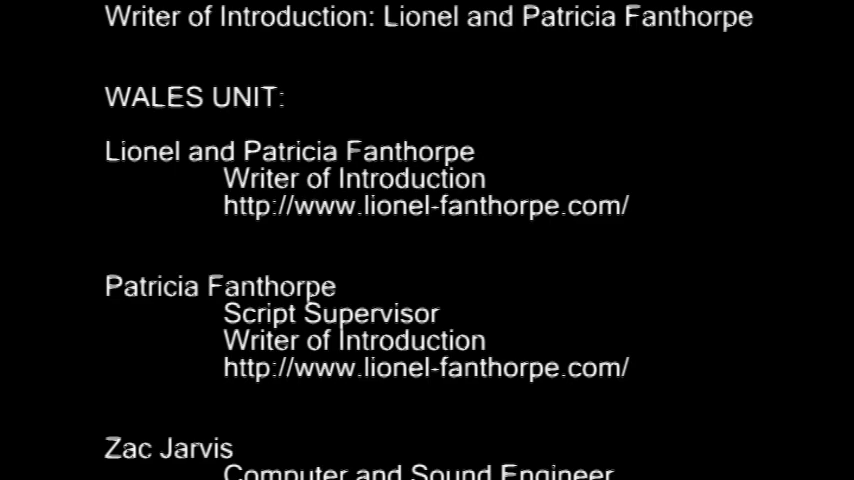 Writer of Introduction: Lionel and Patricia Fanthorpe
WALES UNIT:
Lionel and Patricia Fanthorpe
Writer of Introduction
http://www.lionel-fanthorpe.com/
Patricia Fanthorpe
Script Supervisor
Writer of Introduction
http://www.lionel-fanthorpe.com/
Zac Jarvis
Computer and Sound Engineer